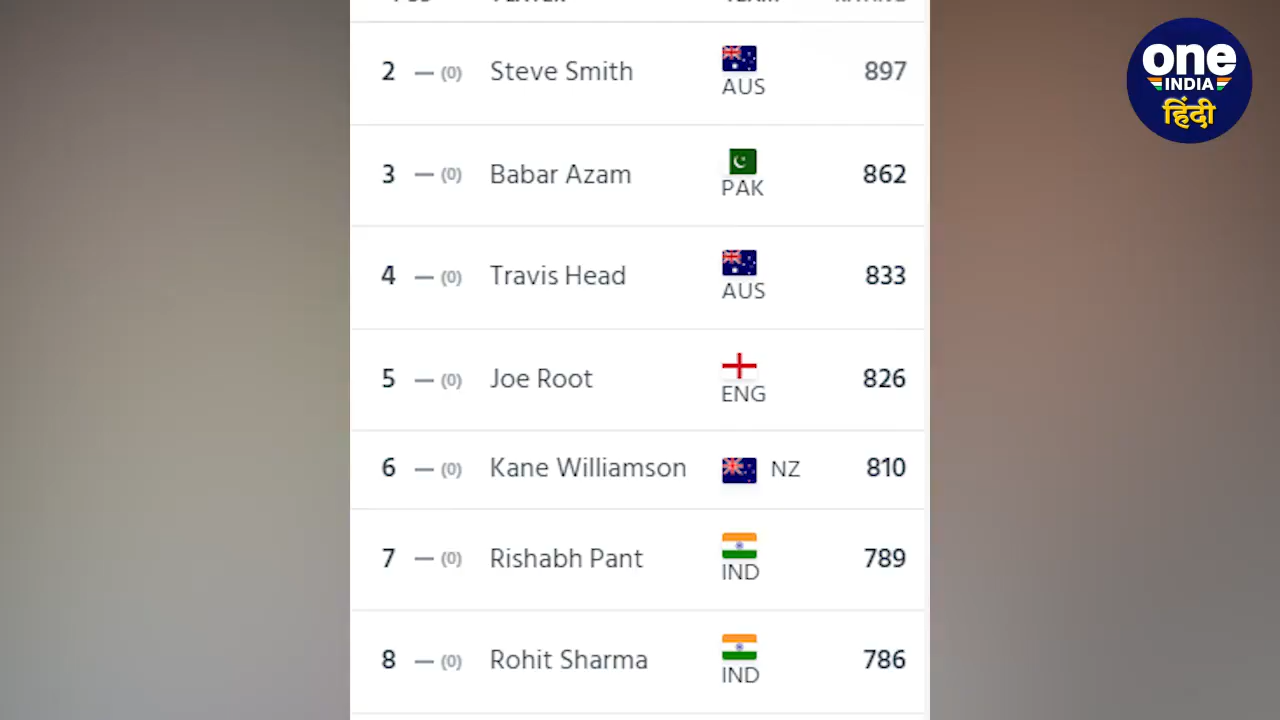 2 — (0) Steve Smith AUS 897
3 — (0) Babar Azam PAK 862
4 — (0) Travis Head AUS 833
5 — (0) Joe Root ENG 826
6 — (0) Kane Williamson NZ 810
7 — (0) Rishabh Pant IND 789
8 — (0) Rohit Sharma IND 786
one
INDIA
हिंदी